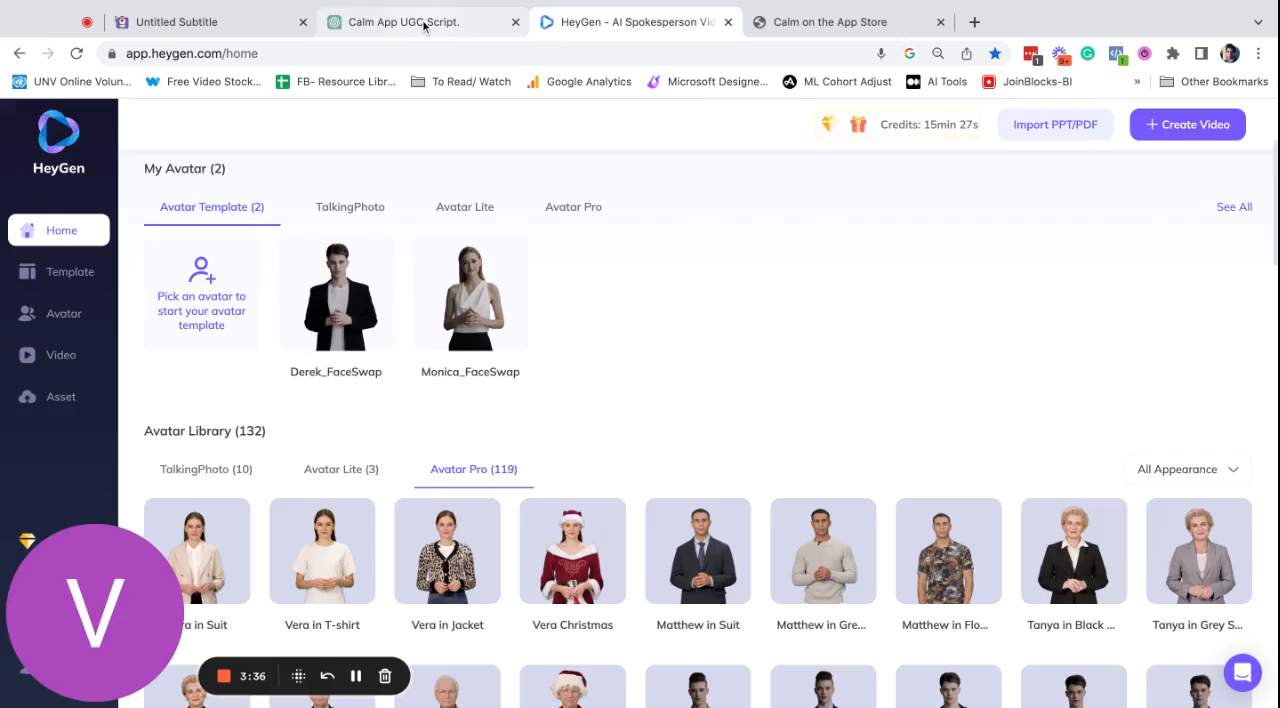 Untitled Subtitle
Calm App UGC Script.
HeyGen - AI Spokesperson Vid
Calm on the App Store
app.heygen.com/home
1
9+
1
UNV Online Volun...
Free Video Stock...
FB- Resource Libr...
To Read/ Watch
Google Analytics
Microsoft Designe...
ML Cohort Adjust
AI Tools
JoinBlocks-BI
»
Other Bookmarks
HeyGen
Credits: 15min 27s
Import PPT/PDF
+ Create Video
Home
Template
Avatar
Video
Asset
My Avatar (2)
Avatar Template (2)
TalkingPhoto
Avatar Lite
Avatar Pro
See All
Pick an avatar to
start your avatar
template
Derek_FaceSwap
Monica_FaceSwap
Avatar Library (132)
TalkingPhoto (10)
Avatar Lite (3)
Avatar Pro (119)
All Appearance
a in Suit
Vera in T-shirt
Vera in Jacket
Vera Christmas
Matthew in Suit
Matthew in Gre...
Matthew in Flo...
Tanya in Black ...
Tanya in Grey S...
V
3:36